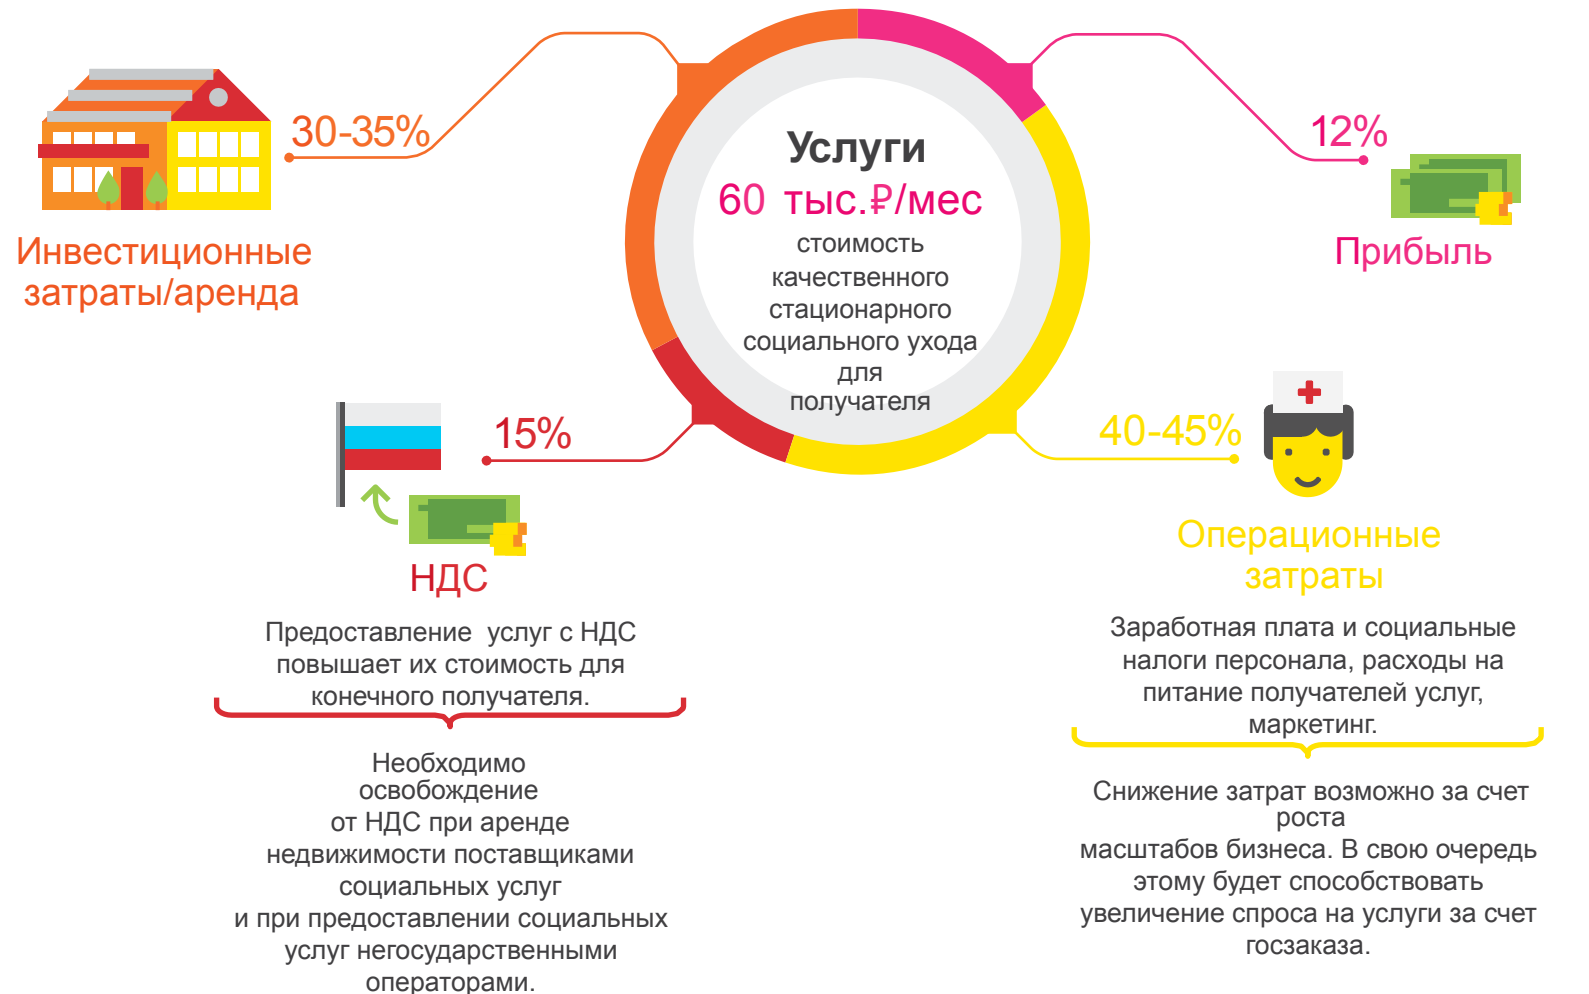 Услуги
60 тыс.₽/мес
стоимость
качественного
стационарного
социального ухода
для
получателя
30-35%
Инвестиционные
затраты/аренда
12%
Прибыль
15%
НДС
Предоставление услуг с НДС
повышает их стоимость для
конечного получателя.
Необходимо
освобождение
от НДС при аренде
недвижимости поставщиками
социальных услуг
и при предоставлении социальных
услуг негосударственными
операторами.
40-45%
Операционные
затраты
Заработная плата и социальные
налоги персонала, расходы на
питание получателей услуг,
маркетинг.
Снижение затрат возможно за счет
роста
масштабов бизнеса. В свою очередь
этому будет способствовать
увеличение спроса на услуги за счет
госзаказа.